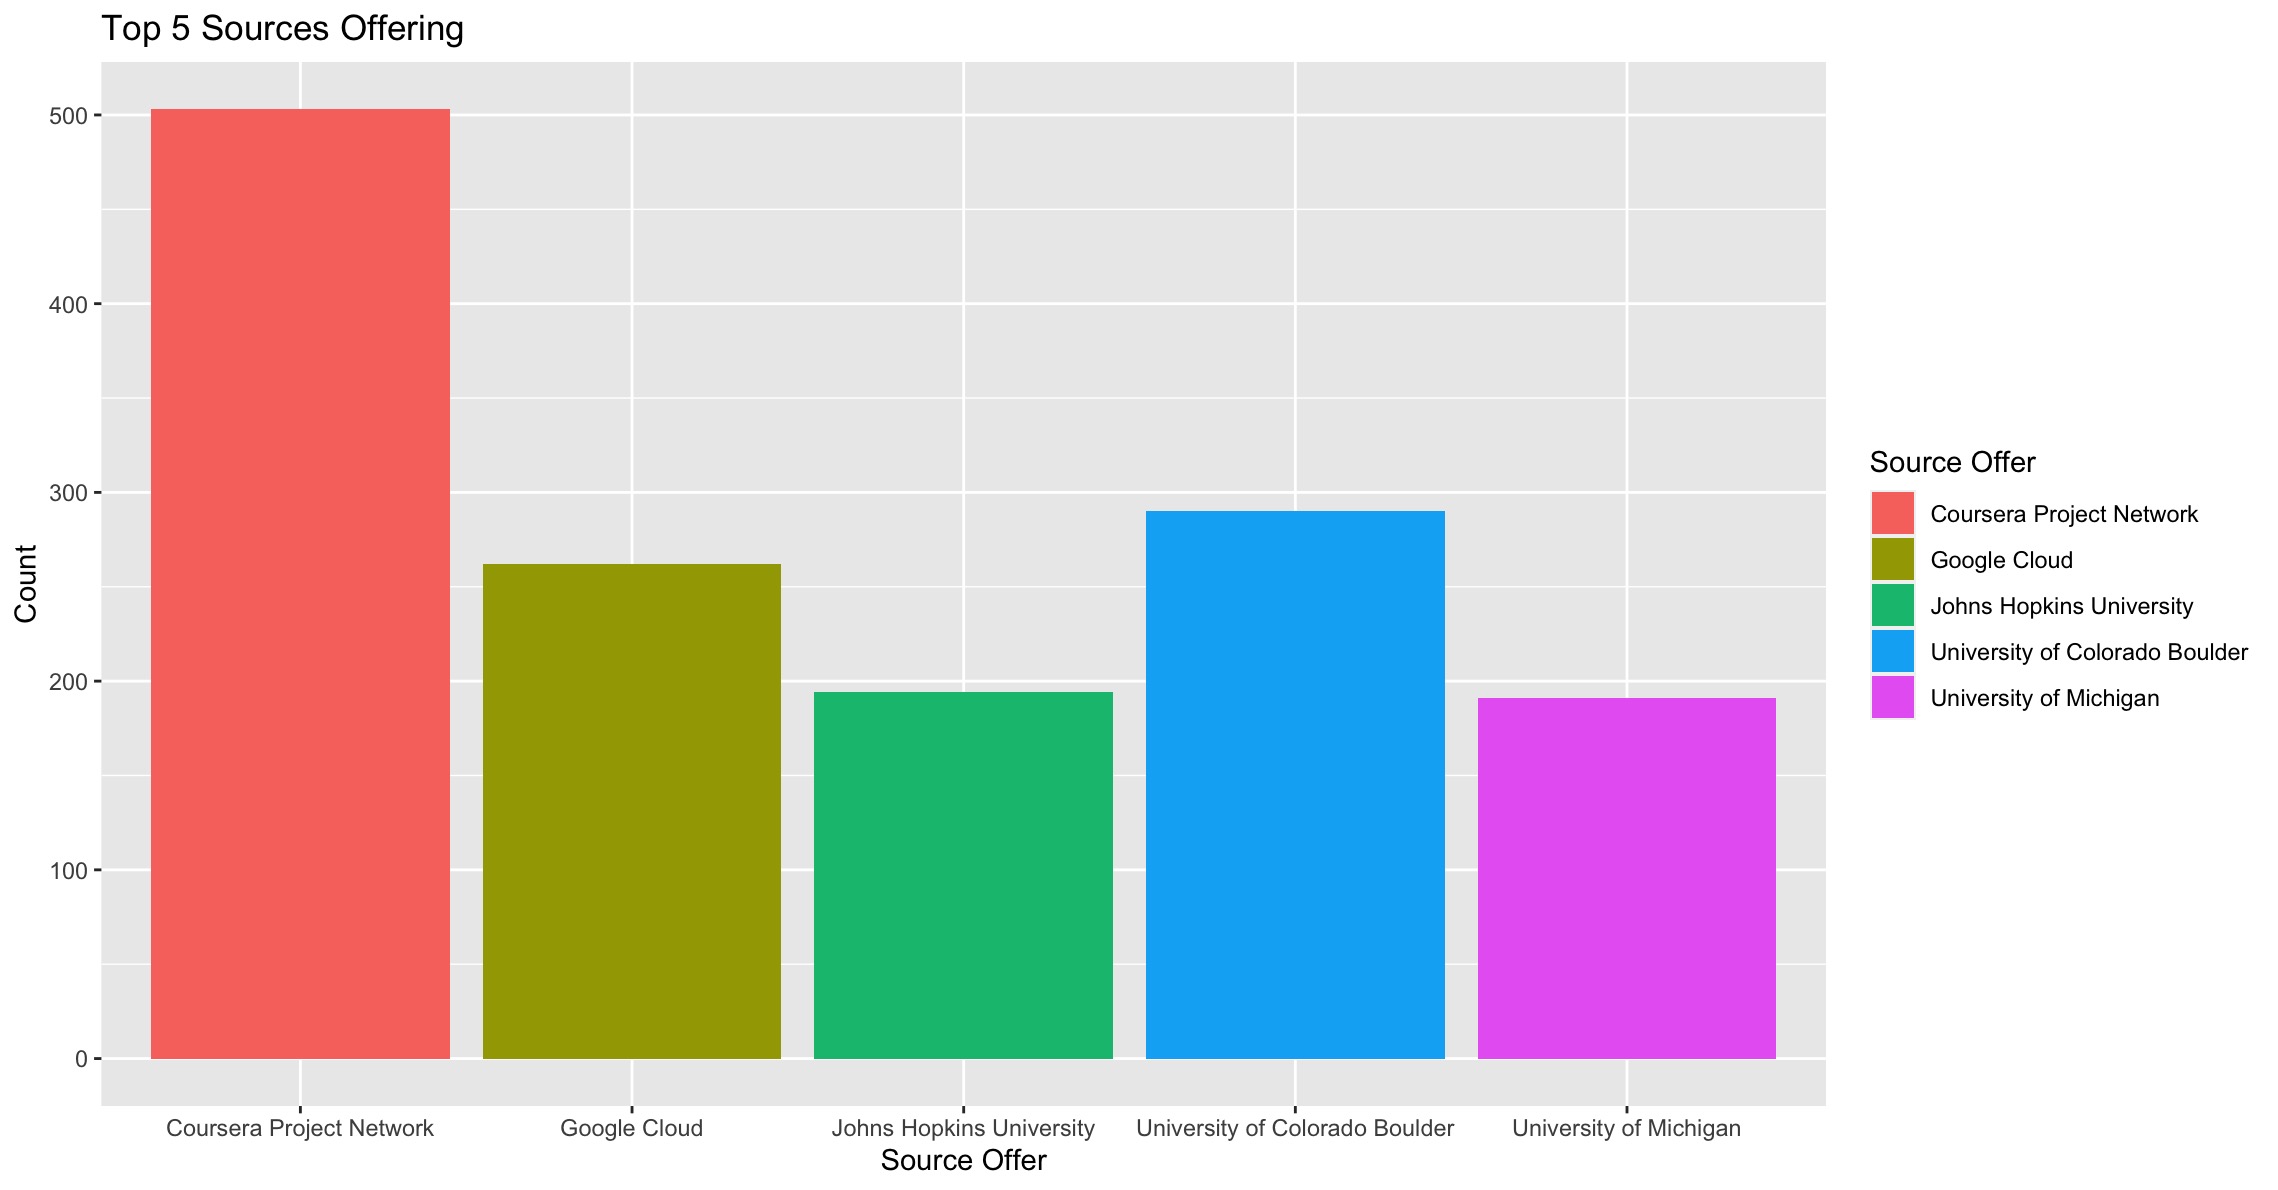 Top 5 Sources Offering
Count
500
400
300
200
100
0
Coursera Project Network
Google Cloud
Johns Hopkins University
University of Colorado Boulder
University of Michigan
Source Offer
Source Offer
Coursera Project Network
Google Cloud
Johns Hopkins University
University of Colorado Boulder
University of Michigan